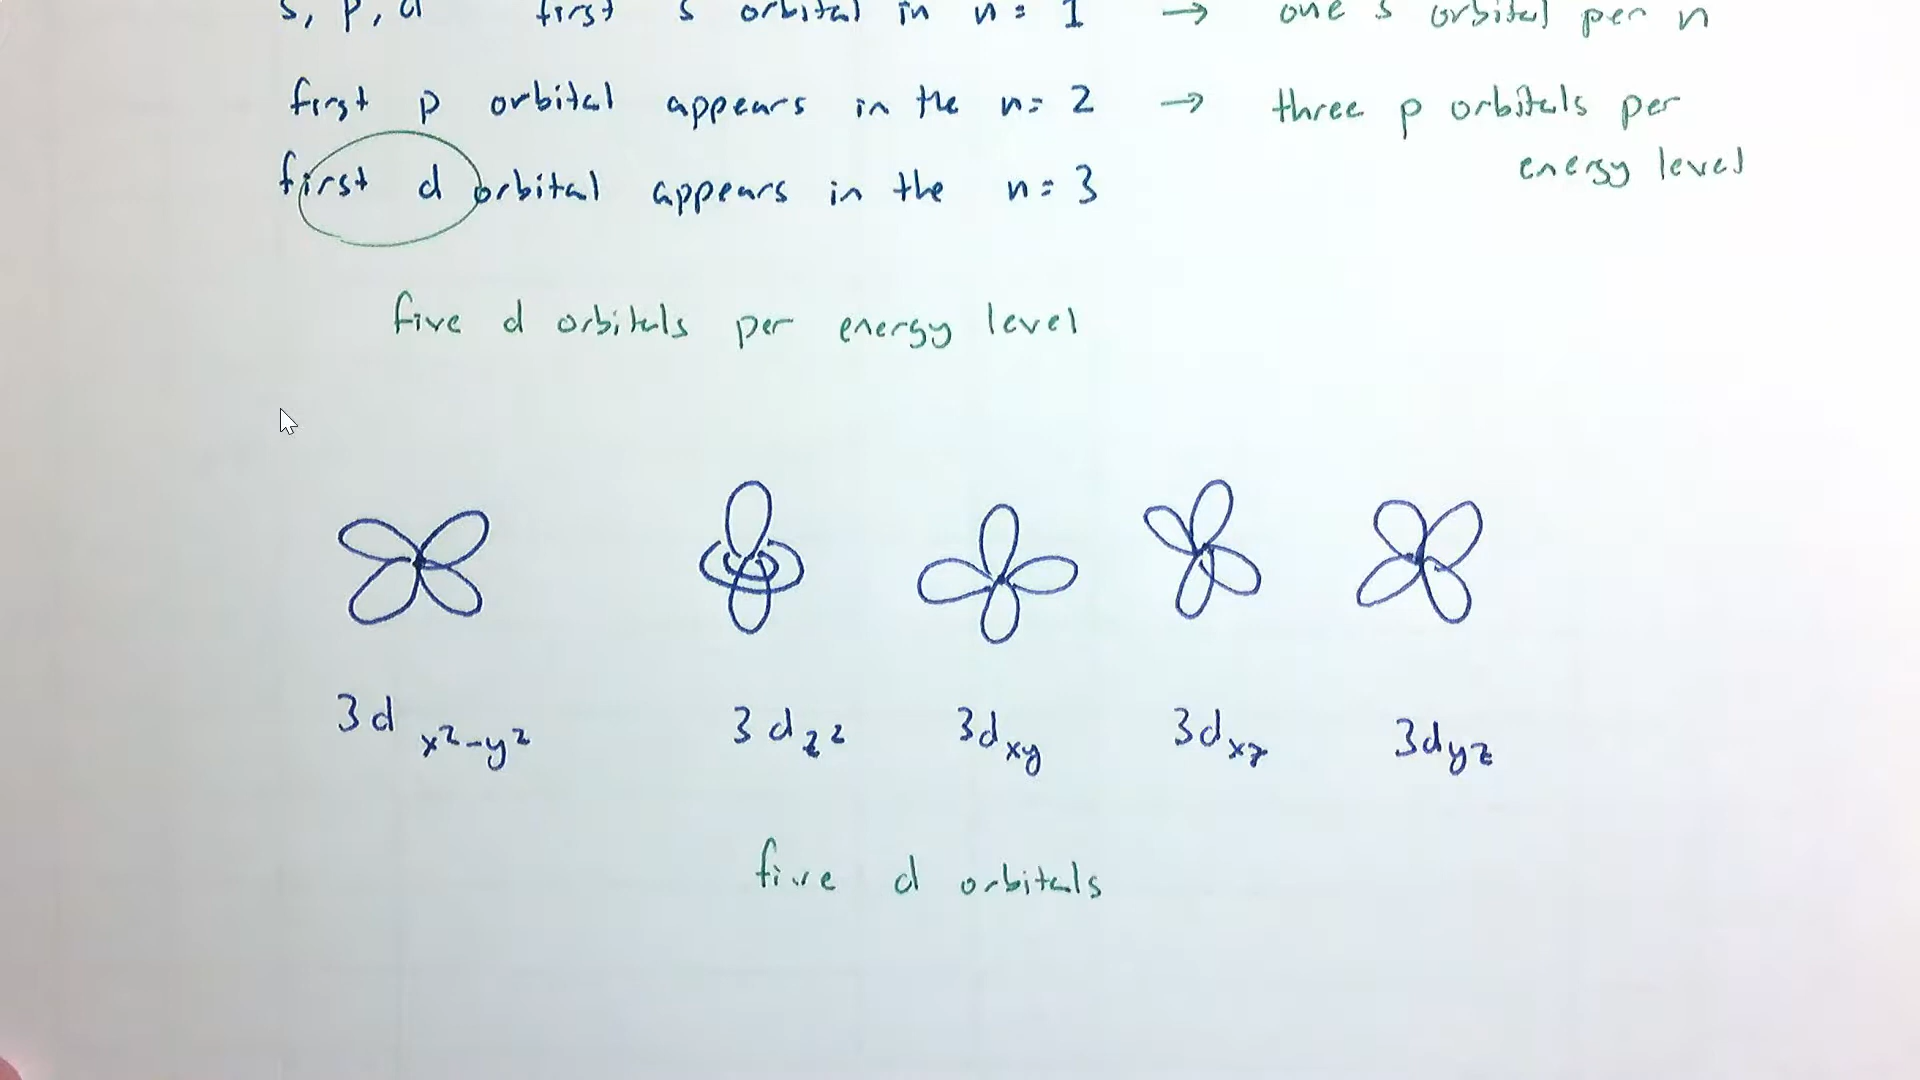 s, p, d first s orbital in n = 1 → one s orbital per n
first p orbital appears in the n = 2 → three p orbitals per
energy level
first d orbital appears in the n = 3
five d orbitals per energy level
3d x²-y² 3d z² 3d xy 3d xz 3d yz
five d orbitals